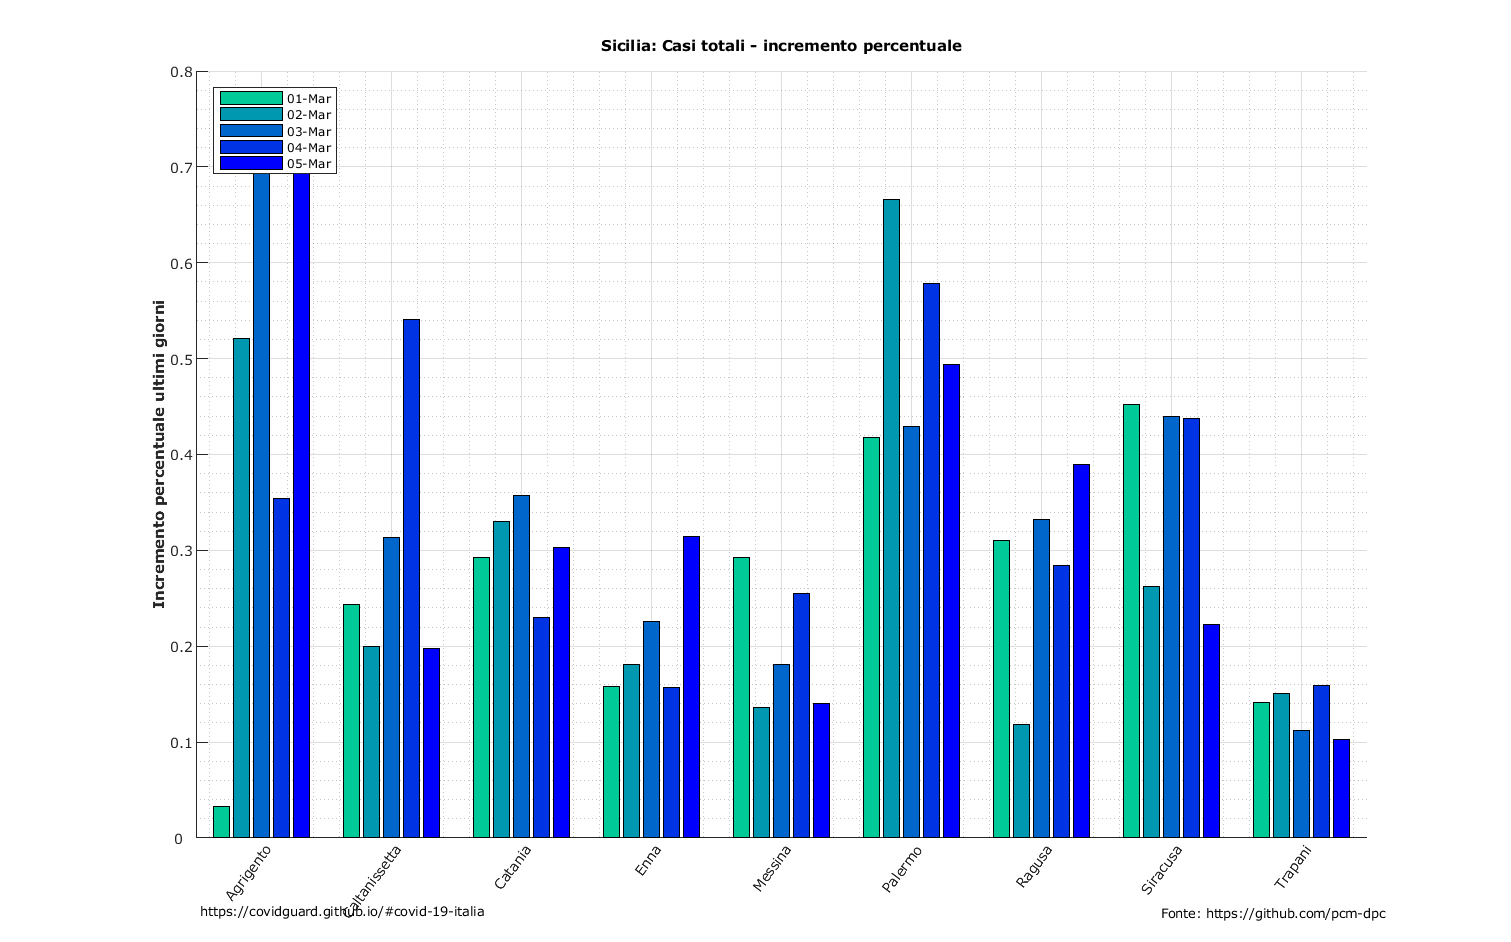 Sicilia: Casi totali - incremento percentuale
0.8
0.7
0.6
0.5
0.4
0.3
0.2
0.1
0
Incremento percentuale ultimi giorni
01-Mar
02-Mar
03-Mar
04-Mar
05-Mar
Agrigento
Caltanissetta
Catania
Enna
Messina
Palermo
Ragusa
Siracusa
Trapani
https://covidguard.github.io/#covid-19-italia
Fonte: https://github.com/pcm-dpc